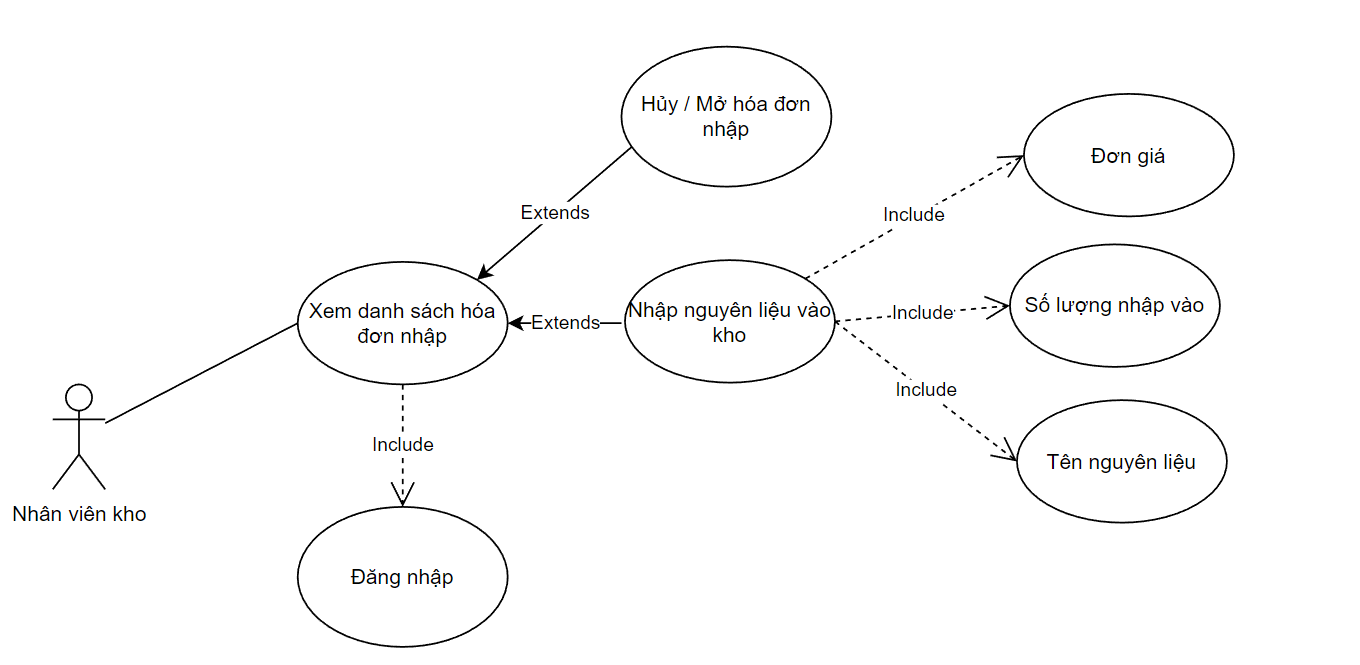 Hủy / Mở hóa đơn
nhập
Đơn giá
Extends
Include
Xem danh sách hóa
đơn nhập
Extends
Nhập nguyên liệu vào
kho
Include
Số lượng nhập vào
Include
Include
Tên nguyên liệu
Nhân viên kho
Đăng nhập